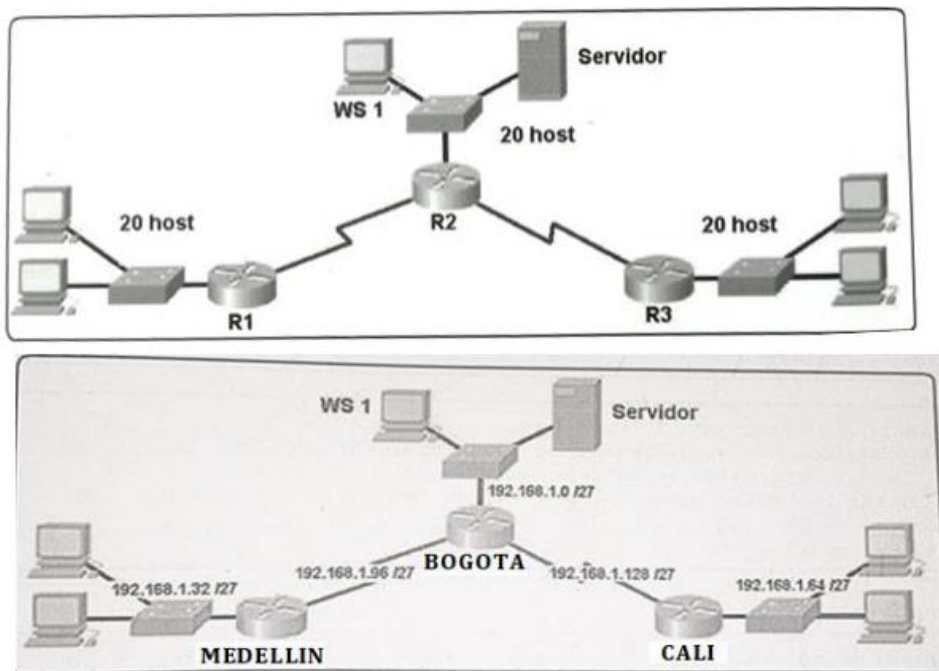 Servidor
WS 1
20 host
R2
20 host
20 host
R1
R3
WS 1
Servidor
192.168.1.0 /27
BOGOTA
192.168.1.96 /27
192.168.1.128 /27
192.168.1.32 /27
192.168.1.64 /27
MEDELLIN
CALI